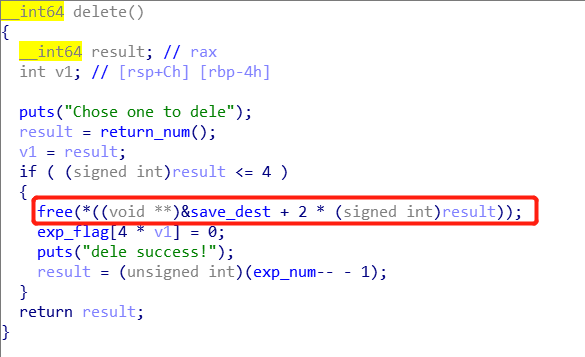 __int64 delete()
{
  __int64 result; // rax
  int v1; // [rsp+Ch] [rbp-4h]

  puts("Chose one to dele");
  result = return_num();
  v1 = result;
  if ( (signed int)result <= 4 )
  {
    free(*((void **)&save_dest + 2 * (signed int)result));
    exp_flag[4 * v1] = 0;
    puts("dele success!");
    result = (unsigned int)(exp_num-- - 1);
  }
  return result;
}